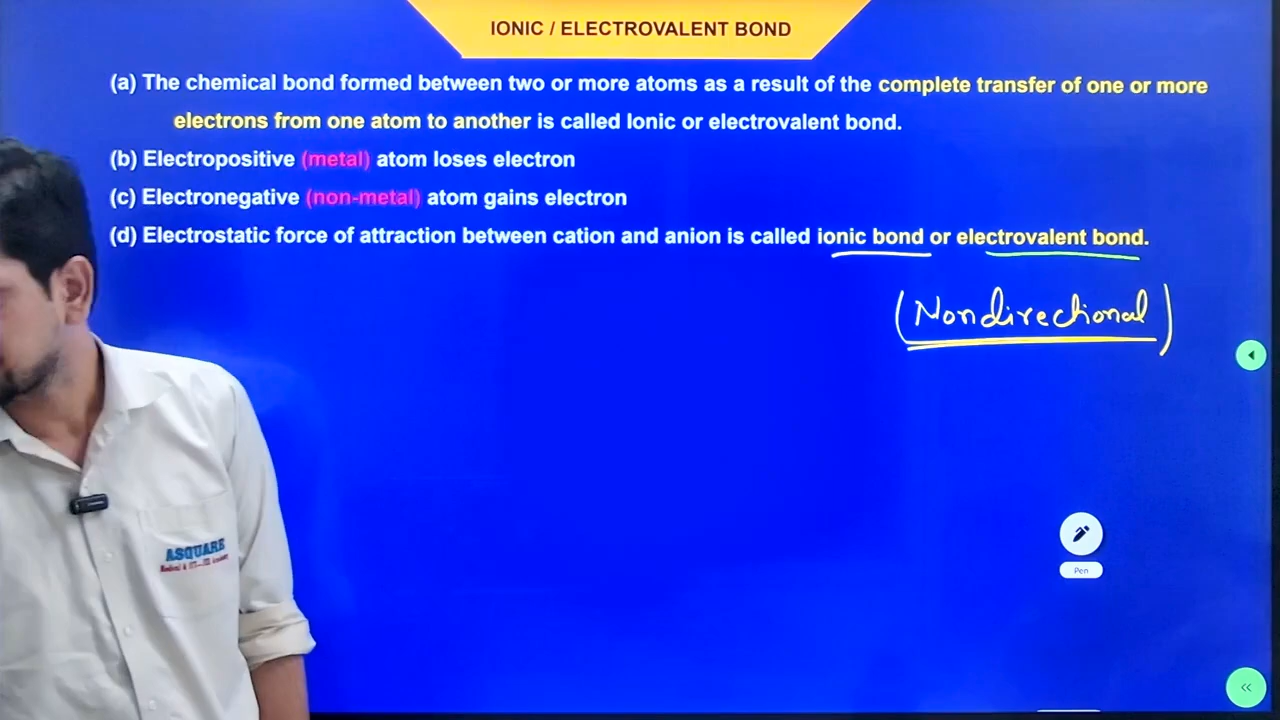 IONIC / ELECTROVALENT BOND
(a) The chemical bond formed between two or more atoms as a result of the complete transfer of one or more
electrons from one atom to another is called Ionic or electrovalent bond.
(b) Electropositive (metal) atom loses electron
(c) Electronegative (non-metal) atom gains electron
(d) Electrostatic force of attraction between cation and anion is called ionic bond or electrovalent bond.
(Nondirectional)
Pen
ASQUARE